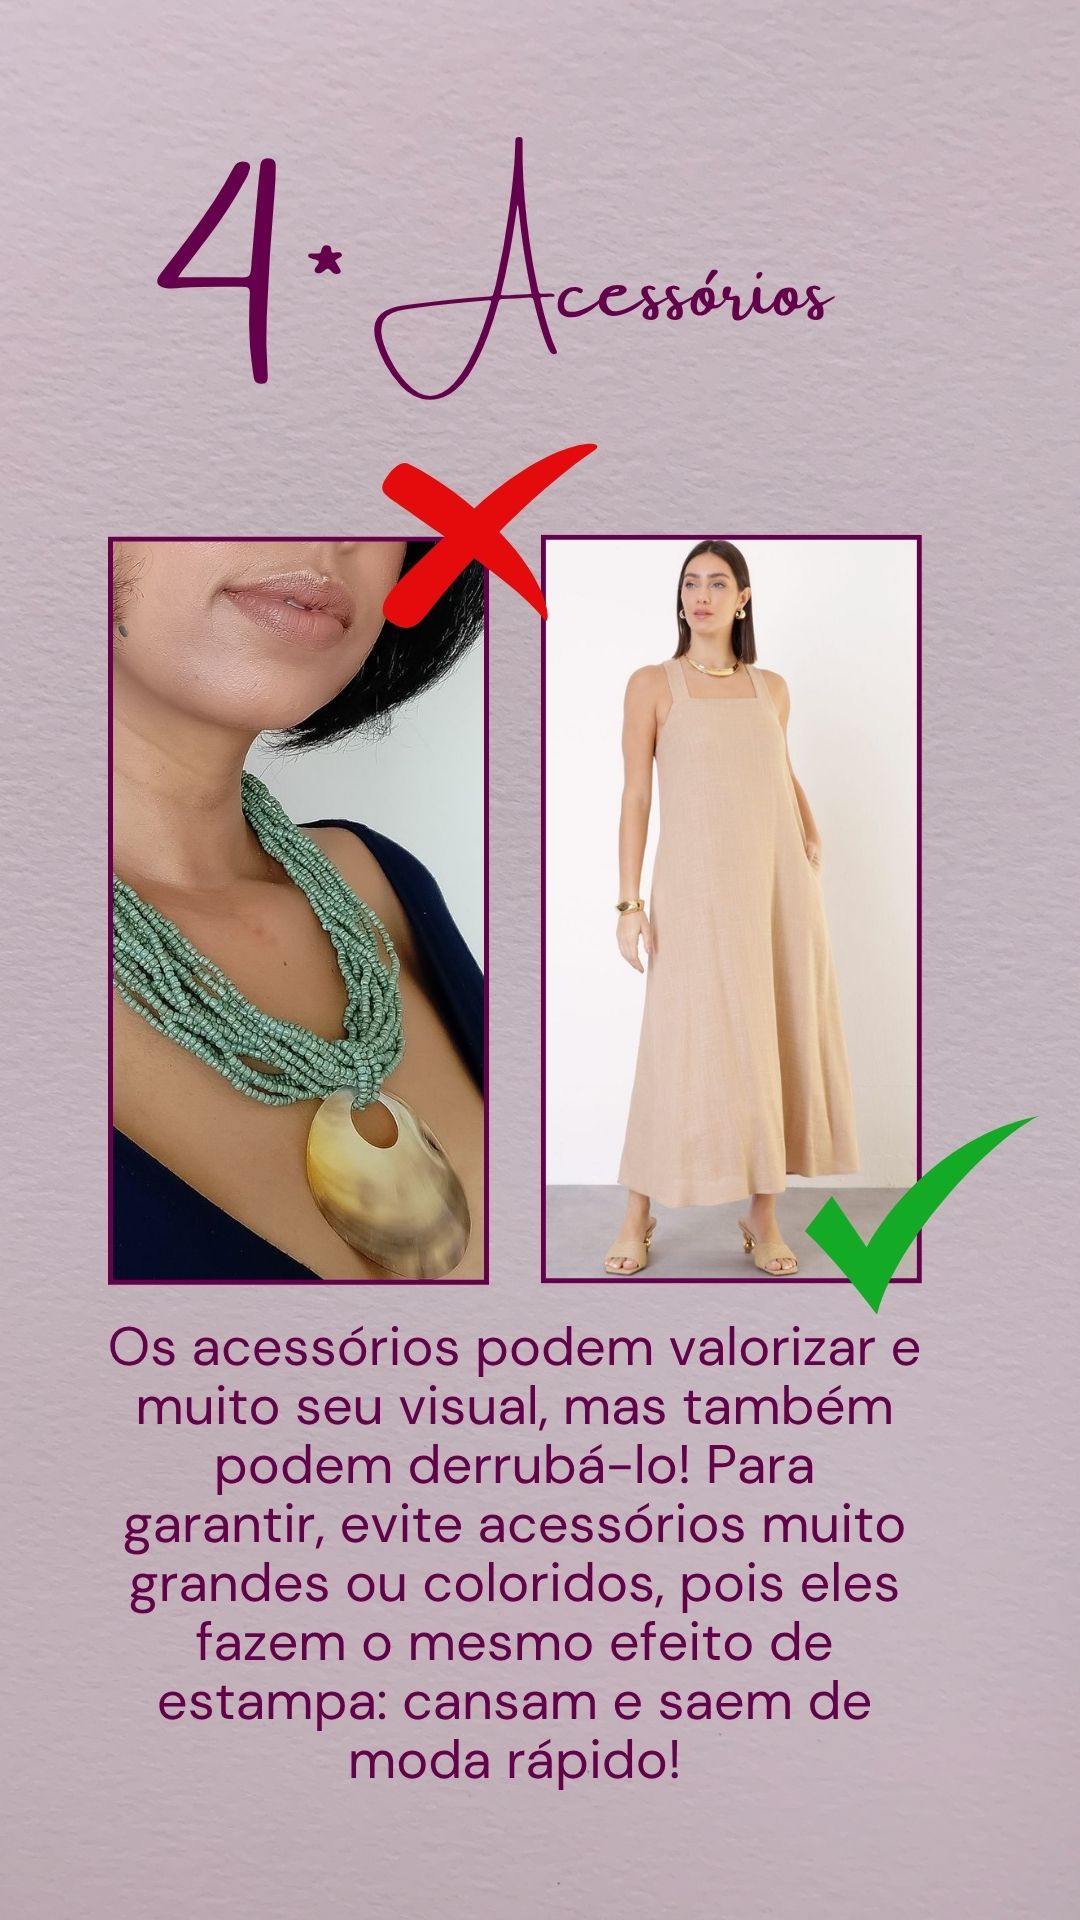 4* Acessórios
Os acessórios podem valorizar e
muito seu visual, mas também
podem derrubá-lo! Para
garantir, evite acessórios muito
grandes ou coloridos, pois eles
fazem o mesmo efeito de
estampa: cansam e saem de
moda rápido!